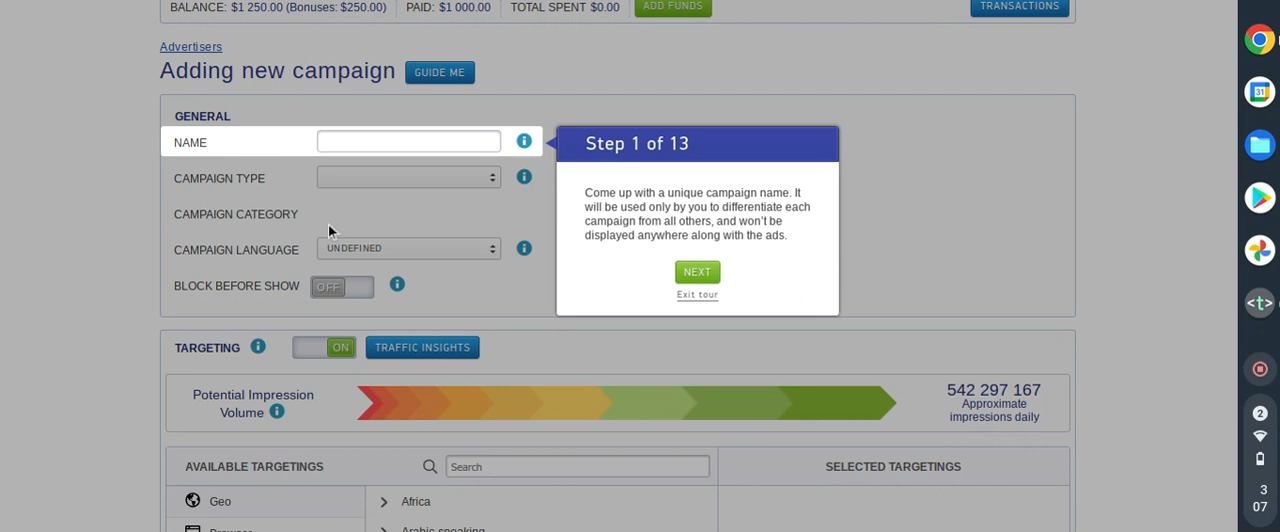 BALANCE: $1 250.00 (Bonuses: $250.00) PAID: $1 000.00 TOTAL SPENT $0.00 ADD FUNDS TRANSACTIONS
Advertisers
Adding new campaign GUIDE ME
GENERAL
NAME
CAMPAIGN TYPE
CAMPAIGN CATEGORY
CAMPAIGN LANGUAGE UNDEFINED
BLOCK BEFORE SHOW OFF
Step 1 of 13
Come up with a unique campaign name. It
will be used only by you to differentiate each
campaign from all others, and won't be
displayed anywhere along with the ads.
NEXT
Exit tour
TARGETING ON TRAFFIC INSIGHTS
Potential Impression
Volume
542 297 167
Approximate
impressions daily
AVAILABLE TARGETINGS Search SELECTED TARGETINGS
Geo Africa
Browser Arabic speaking
31
<t>
2
3
07